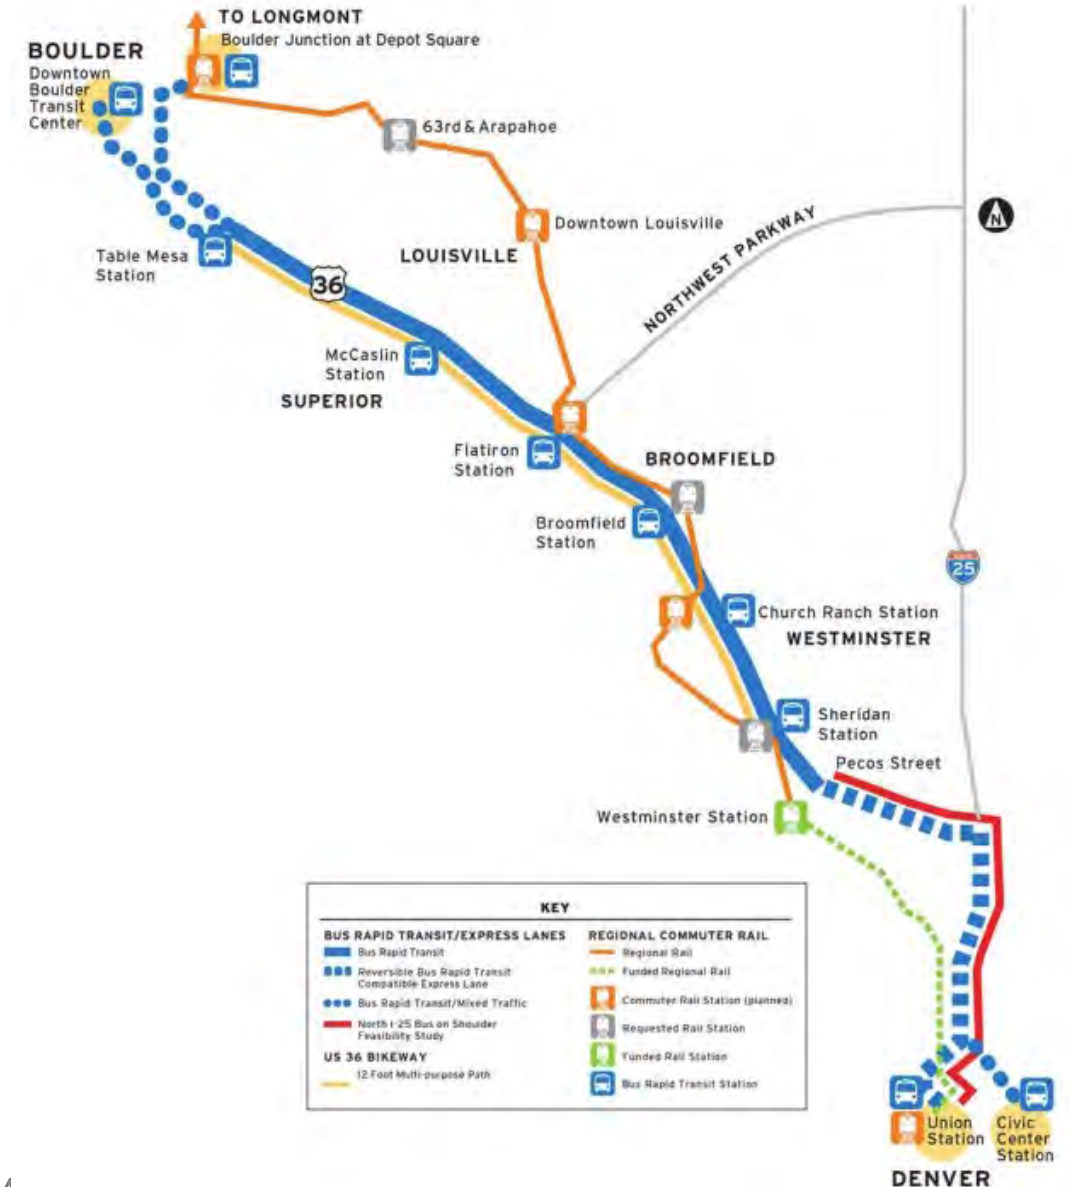 TO LONGMONT
Boulder Junction at Depot Square
BOULDER
Downtown
Boulder
Transit
Center
63rd & Arapahoe
Downtown Louisville
NORTHWEST PARKWAY
N
LOUISVILLE
Table Mesa
Station
36
McCaslin
Station
SUPERIOR
Flatiron
Station
BROOMFIELD
Broomfield
Station
25
Church Ranch Station
WESTMINSTER
Sheridan
Station
Pecos Street
Westminster Station
KEY
BUS RAPID TRANSIT/EXPRESS LANES
Bus Rapid Transit
Reversible Bus Rapid Transit
Compatible Express Lane
Bus Rapid Transit/Mixed Traffic
North I-25 Bus on Shoulder
Feasibility Study
US 36 BIKEWAY
12 Foot Multi-purpose Path
REGIONAL COMMUTER RAIL
Regional Rail
Funded Regional Rail
Commuter Rail Station (planned)
Requested Rail Station
Funded Rail Station
Bus Rapid Transit Station
Union
Station
Civic
Center
Station
DENVER